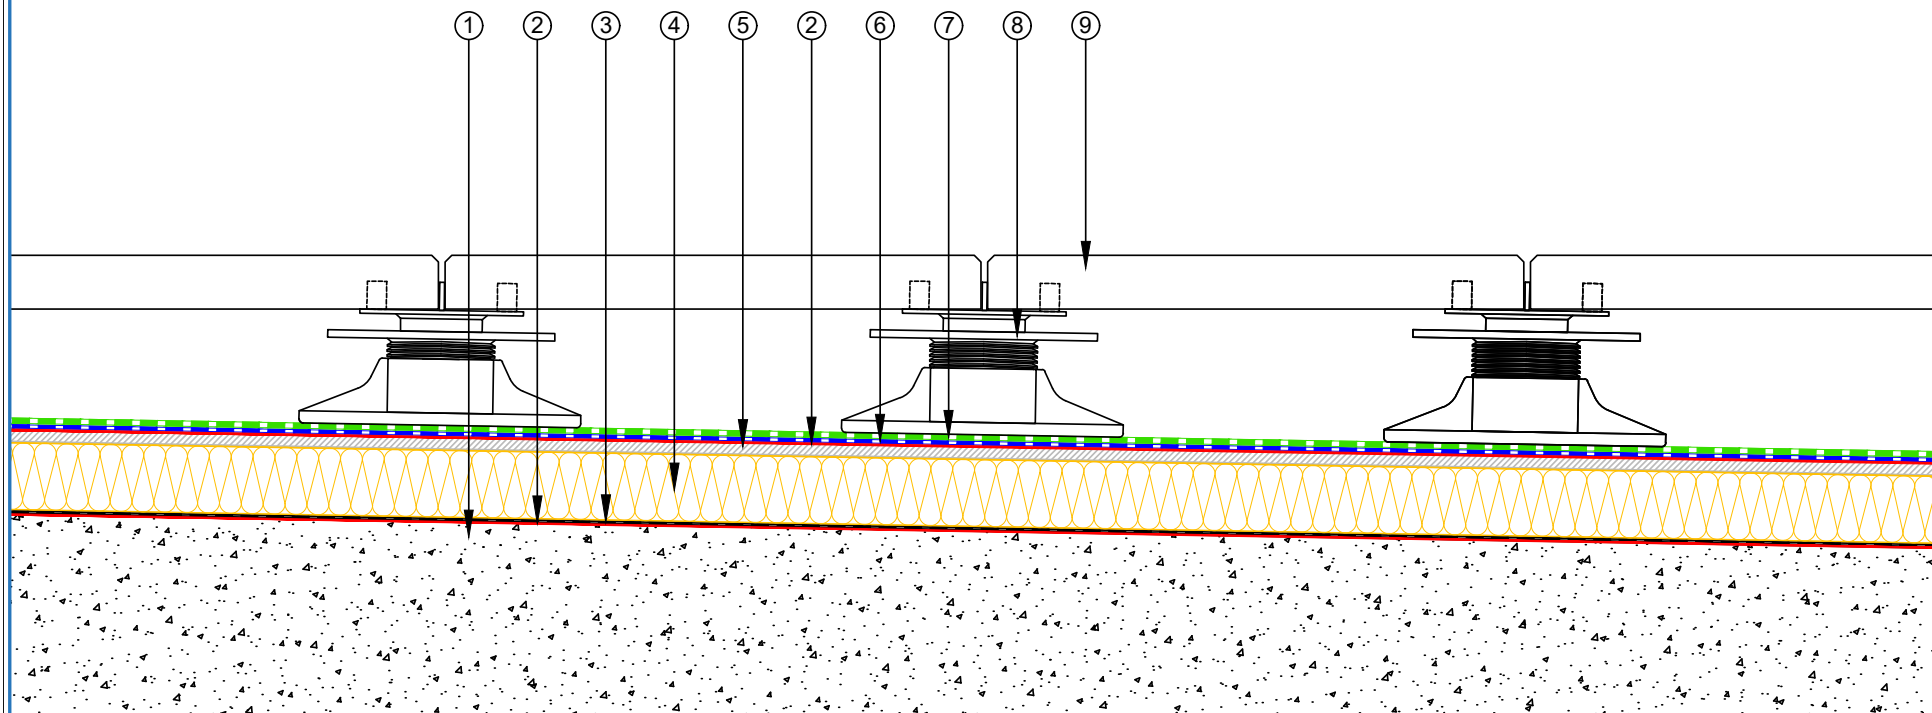 ① ② ③ ④ ⑤ ② ⑥ ⑦ ⑧ ⑨